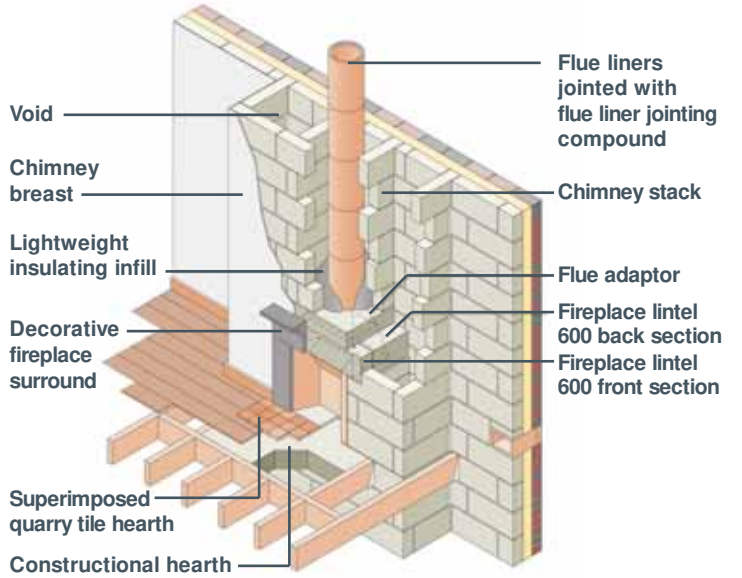 Void
Chimney
breast
Lightweight
insulating infill
Decorative
fireplace
surround
Superimposed
quarry tile hearth
Constructional hearth
Flue liners
jointed with
flue liner jointing
compound
Chimney stack
Flue adaptor
Fireplace lintel
600 back section
Fireplace lintel
600 front section